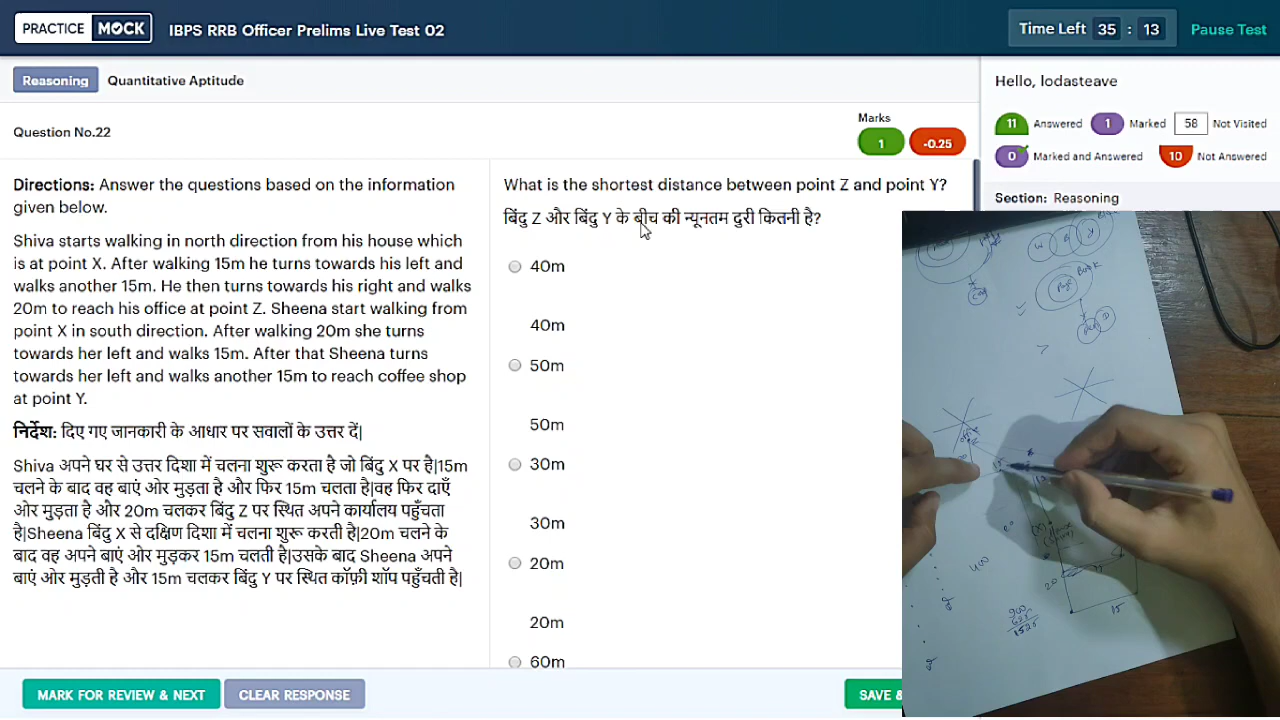 PRACTICE MOCK
IBPS RRB Officer Prelims Live Test 02
Time Left 35 : 13
Pause Test
Reasoning
Quantitative Aptitude
Hello, lodasteave
Question No.22
Marks
1
-0.25
11 Answered
1 Marked
58 Not Visited
0 Marked and Answered
10 Not Answered
Section: Reasoning
Directions: Answer the questions based on the information
given below.
Shiva starts walking in north direction from his house which
is at point X. After walking 15m he turns towards his left and
walks another 15m. He then turns towards his right and walks
20m to reach his office at point Z. Sheena start walking from
point X in south direction. After walking 20m she turns
towards her left and walks 15m. After that Sheena turns
towards her left and walks another 15m to reach coffee shop
at point Y.
निर्देश: दिए गए जानकारी के आधार पर सवालों के उत्तर दें|
Shiva अपने घर से उत्तर दिशा में चलना शुरू करता है जो बिंदु X पर है|15m
चलने के बाद वह बाएं ओर मुड़ता है और फिर 15m चलता है|वह फिर दाएँ
ओर मुड़ता है और 20m चलकर बिंदु Z पर स्थित अपने कार्यालय पहुँचता
है|Sheena बिंदु X से दक्षिण दिशा में चलना शुरू करती है|20m चलने के
बाद वह अपने बाएं ओर मुड़कर 15m चलती है|उसके बाद Sheena अपने
बाएं ओर मुड़ती है और 15m चलकर बिंदु Y पर स्थित कॉफ़ी शॉप पहुँचती है|
What is the shortest distance between point Z and point Y?
बिंदु Z और बिंदु Y के बीच की न्यूनतम दुरी कितनी है?
40m
40m
50m
50m
30m
30m
20m
20m
60m
Book
Page
(X)
20
15
400
900
625
1525
MARK FOR REVIEW & NEXT
CLEAR RESPONSE
SAVE &